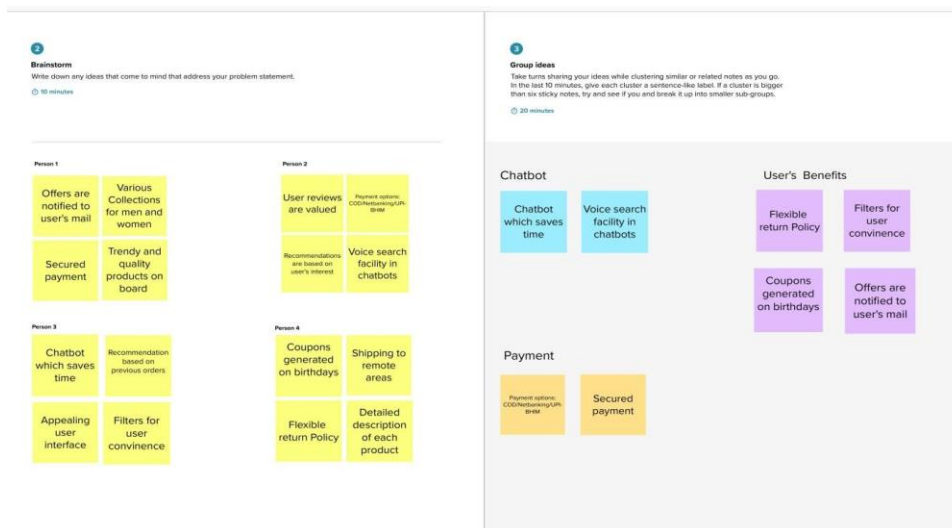 2
Brainstorm
Write down any ideas that come to mind that address your problem statement.
10 minutes
Person 1
Offers are
notified to
user's mail
Various
Collections
for men and
women
Secured
payment
Trendy and
quality
products on
board
Person 2
User reviews
are valued
Payment options:
COD/Netbanking/UPI-
BHIM
Recommendations
are based on
user's interest
Voice search
facility in
chatbots
Person 3
Chatbot
which saves
time
Recommendation
based on
previous orders
Appealing
user
interface
Filters for
user
convinence
Person 4
Coupons
generated
on birthdays
Shipping to
remote
areas
Flexible
return Policy
Detailed
description
of each
product
3
Group ideas
Take turns sharing your ideas while clustering similar or related notes as you go.
In the last 10 minutes, give each cluster a sentence-like label. If a cluster is bigger
than six sticky notes, try and see if you and break it up into smaller sub-groups.
20 minutes
Chatbot
Chatbot
which saves
time
Voice search
facility in
chatbots
User's Benefits
Flexible
return Policy
Filters for
user
convinence
Coupons
generated
on birthdays
Offers are
notified to
user's mail
Payment
Payment options:
COD/Netbanking/UPI-
BHIM
Secured
payment